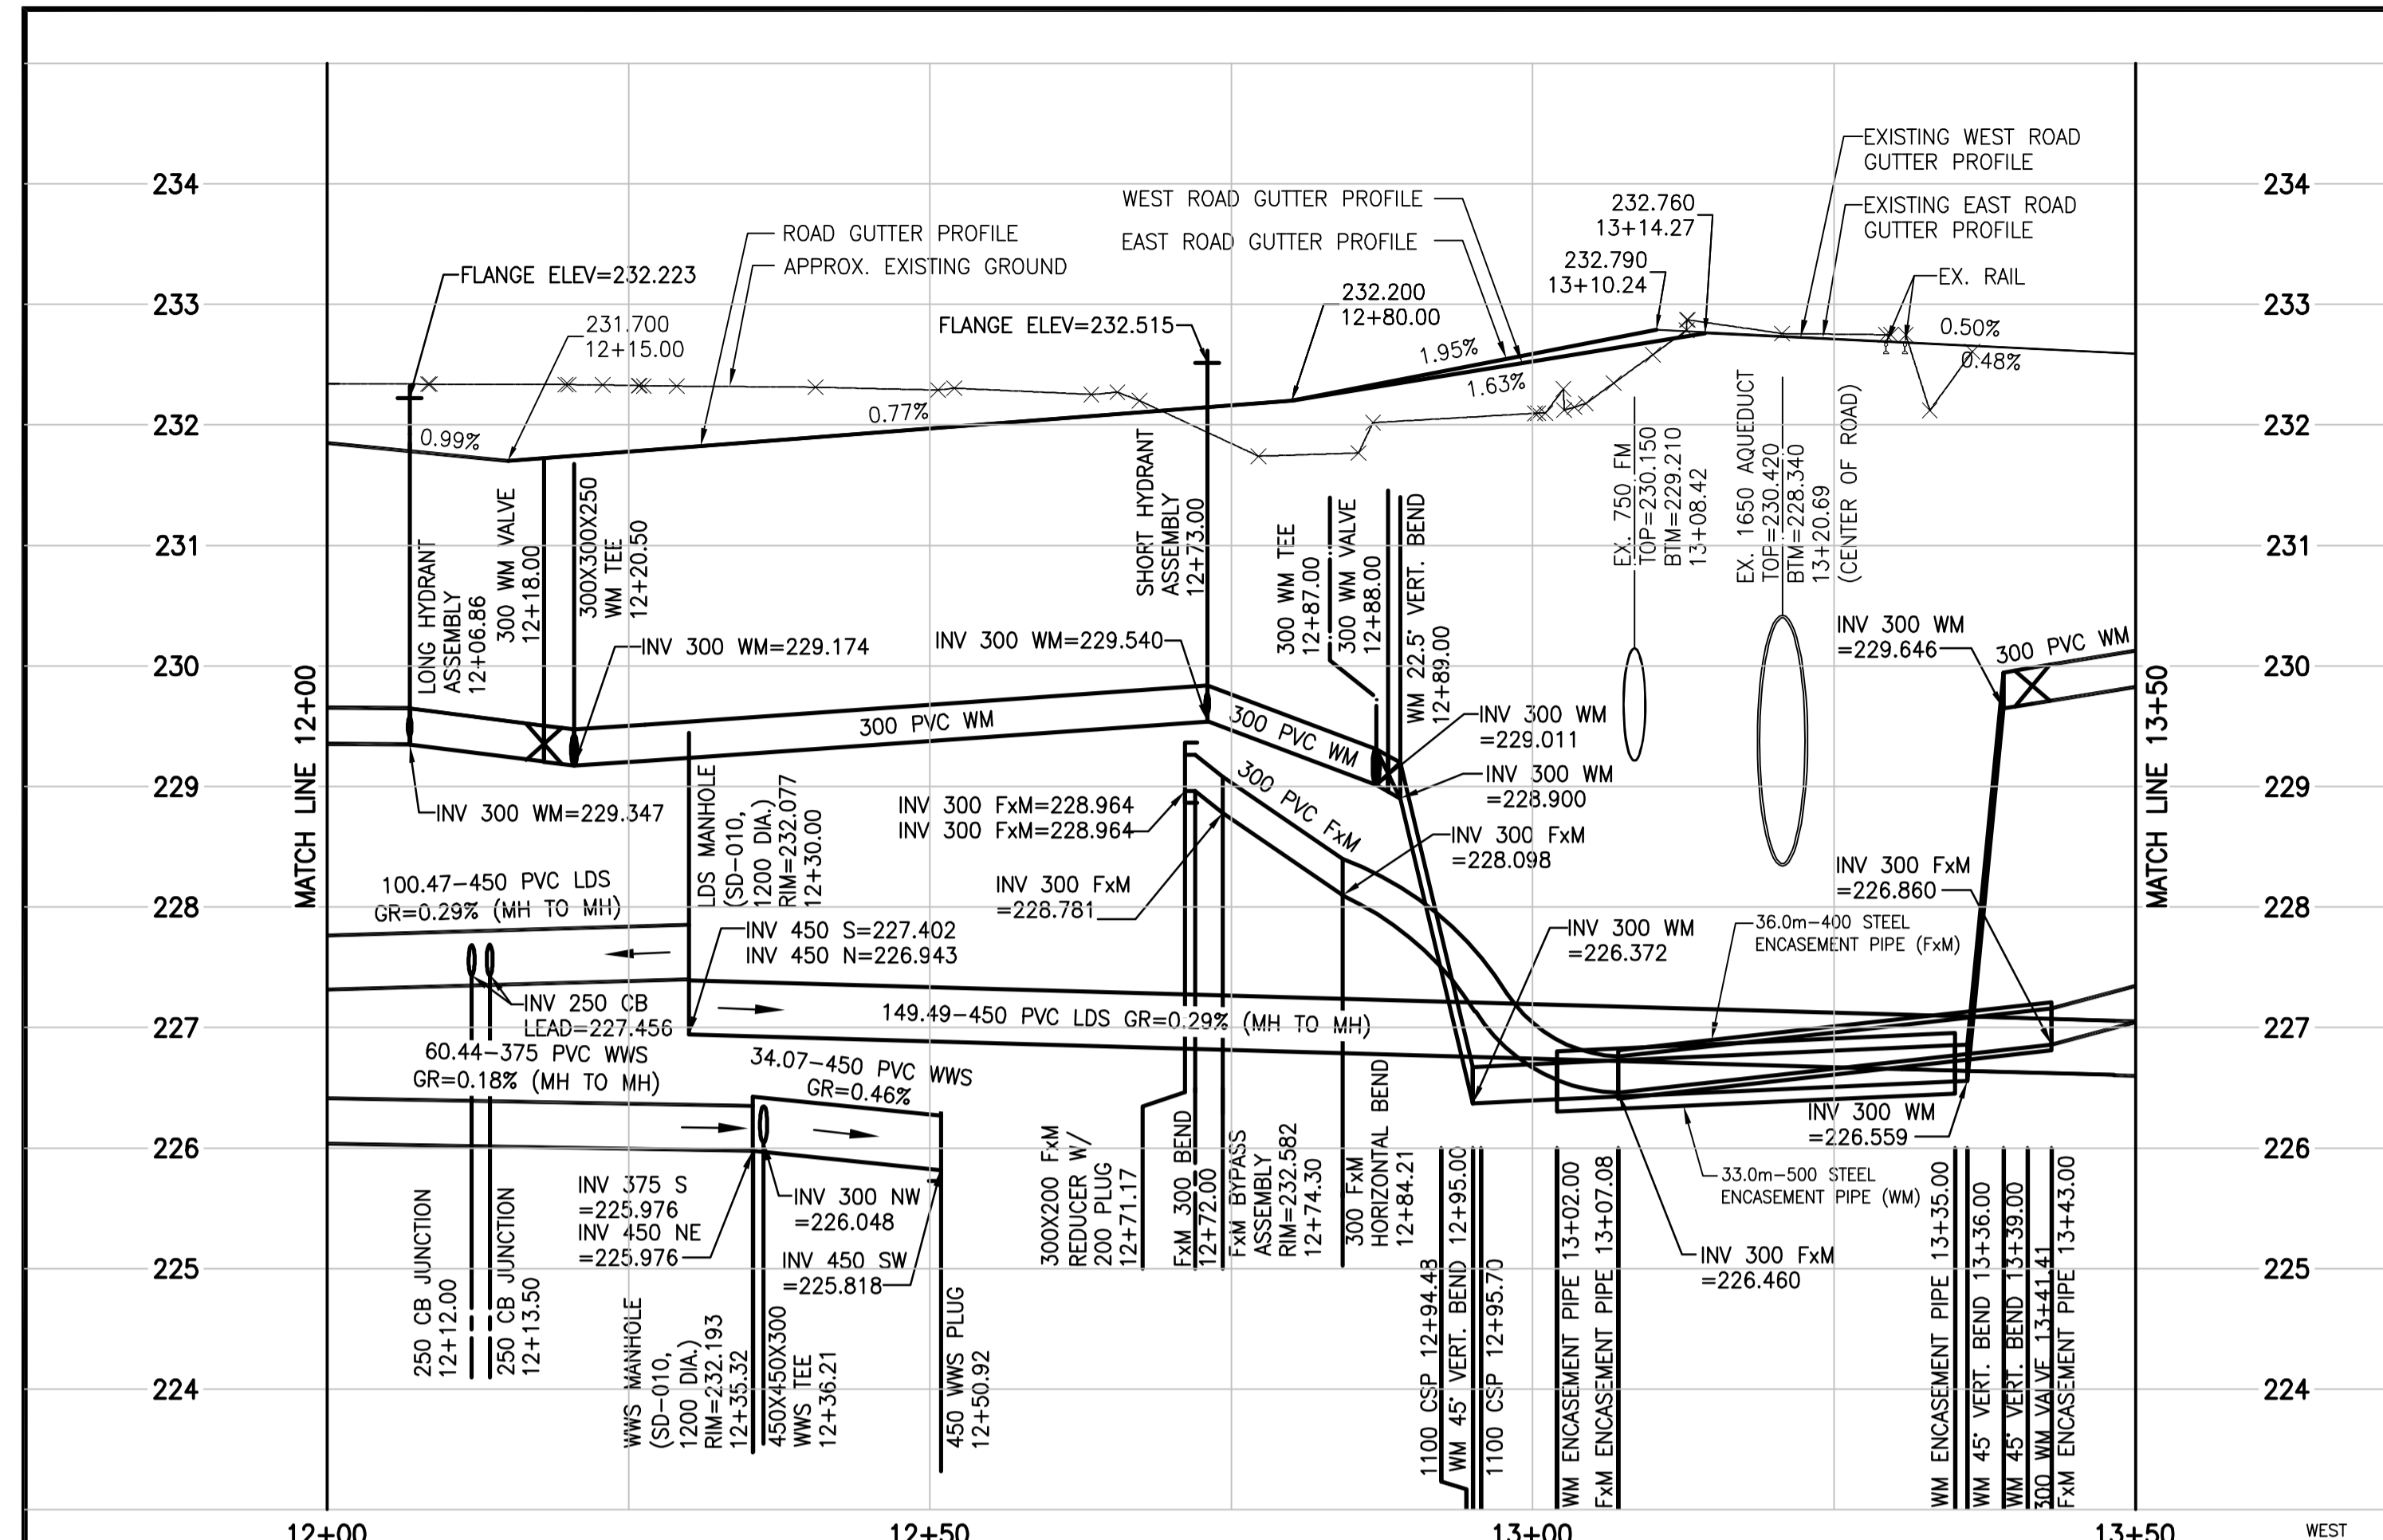 EXISTING WEST ROAD
GUTTER PROFILE
234
234
WEST ROAD GUTTER PROFILE
232.760
13+14.27
EXISTING EAST ROAD
GUTTER PROFILE
ROAD GUTTER PROFILE
EAST ROAD GUTTER PROFILE
APPROX. EXISTING GROUND
232.790
13+10.24
FLANGE ELEV=232.223
EX. RAIL
232.200
12+80.00
233
233
231.700
12+15.00
FLANGE ELEV=232.515
0.50%
0.48%
1.95%
1.63%
0.99%
0.77%
232
232
LONG HYDRANT
ASSEMBLY
12+06.86
300 WM VALVE
12+18.00
300X300X250
WM TEE
12+20.50
SHORT HYDRANT
ASSEMBLY
12+73.00
300 WM TEE
12+87.00
300 WM VALVE
12+88.00
WM 22.5° VERT. BEND
12+89.00
EX. 750 FM
TOP=230.150
BTM=229.210
13+08.42
EX. 1650 AQUEDUCT
TOP=230.420
BTM=228.340
13+20.69
(CENTER OF ROAD)
231
231
INV 300 WM=229.174
INV 300 WM=229.540
INV 300 WM
=229.646
300 PVC WM
230
230
MATCH LINE 12+00
MATCH LINE 13+50
300 PVC WM
300 PVC WM
INV 300 WM
=229.011
INV 300 WM
=228.900
229
229
INV 300 WM=229.347
LDS MANHOLE
(SD-010,
1200 DIA.)
RIM=232.077
12+30.00
300 PVC FxM
INV 300 FxM=228.964
INV 300 FxM=228.964
INV 300 FxM
=228.098
INV 300 FxM
=228.781
INV 300 FxM
=226.860
100.47-450 PVC LDS
GR=0.29% (MH TO MH)
228
228
INV 450 S=227.402
INV 450 N=226.943
INV 300 WM
=226.372
36.0m-400 STEEL
ENCASEMENT PIPE (FxM)
INV 250 CB
LEAD=227.456
149.49-450 PVC LDS GR=0.29% (MH TO MH)
227
227
60.44-375 PVC WWS
GR=0.18% (MH TO MH)
34.07-450 PVC WWS
GR=0.46%
INV 300 WM
=226.559
226
226
33.0m-500 STEEL
ENCASEMENT PIPE (WM)
INV 375 S
=225.976
INV 450 NE
=225.976
INV 300 NW
=226.048
INV 450 SW
=225.818
INV 300 FxM
=226.460
225
225
224
224
250 CB JUNCTION
12+12.00
250 CB JUNCTION
12+13.50
WWS MANHOLE
(SD-010,
1200 DIA.)
RIM=232.193
12+35.32
450X450X300
WWS TEE
12+36.21
450 WWS PLUG
12+50.92
300X200 FxM
REDUCER W/
200 PLUG
12+71.17
FxM 300 BEND
12+72.00
FxM BYPASS
ASSEMBLY
RIM=232.582
12+74.30
300 FxM
HORIZONTAL BEND
12+84.21
1100 CSP 12+94.48
WM 45° VERT. BEND 12+95.00
1100 CSP 12+95.70
WM ENCASEMENT PIPE 13+02.00
FxM ENCASEMENT PIPE 13+07.08
WM ENCASEMENT PIPE 13+35.00
WM 45° VERT. BEND 13+36.00
WM 45° VERT. BEND 13+39.00
300 WM VALVE 13+41.41
FxM ENCASEMENT PIPE 13+43.00
12+00
12+50
13+00
13+50
WEST